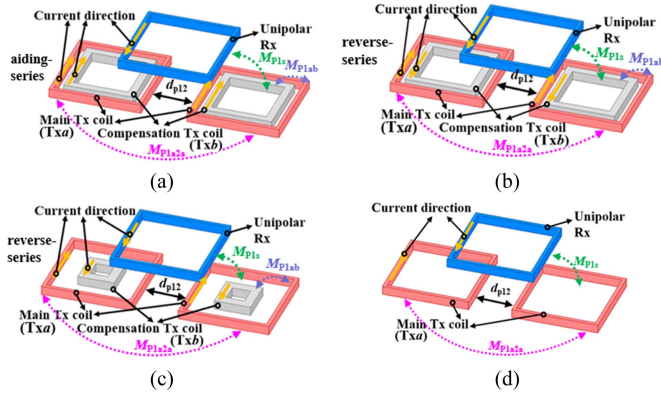 Current direction
Unipolar
Rx
aiding-
series
MP1s
MP1ab
dp12
Main Tx coil
(Txa)
Compensation Tx coil
(Txb)
MP1a2a
(a)
Current direction
Unipolar
Rx
reverse-
series
MP1s
MP1ab
dp12
Main Tx coil
(Txa)
Compensation Tx coil
(Txb)
MP1a2a
(b)
Current direction
Unipolar
Rx
reverse-
series
MP1s
MP1ab
dp12
Main Tx coil
(Txa)
Compensation Tx coil
(Txb)
MP1a2a
(c)
Current direction
Unipolar
Rx
MP1s
dp12
Main Tx coil
(Txa)
MP1a2a
(d)